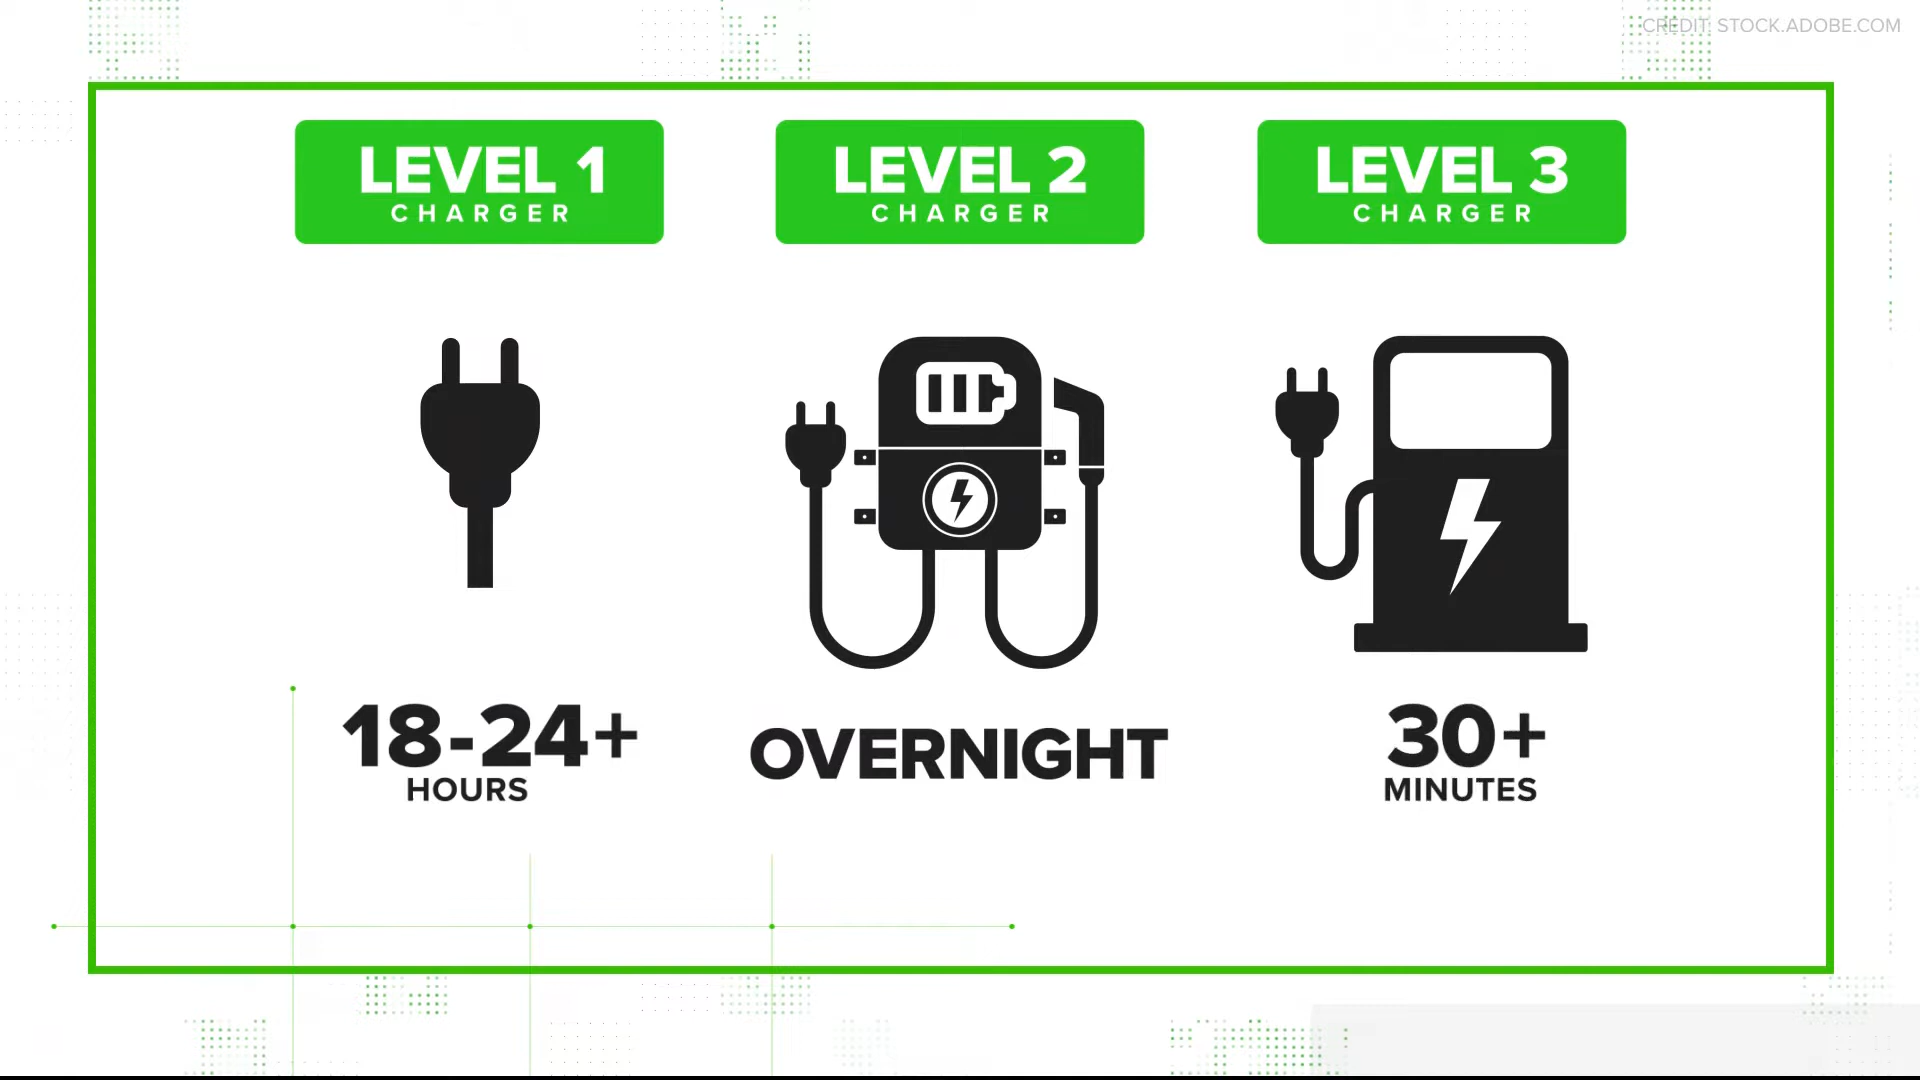 CREDIT: STOCK.ADOBE.COM
LEVEL 1
CHARGER
LEVEL 2
CHARGER
LEVEL 3
CHARGER
18-24+
HOURS
OVERNIGHT
30+
MINUTES